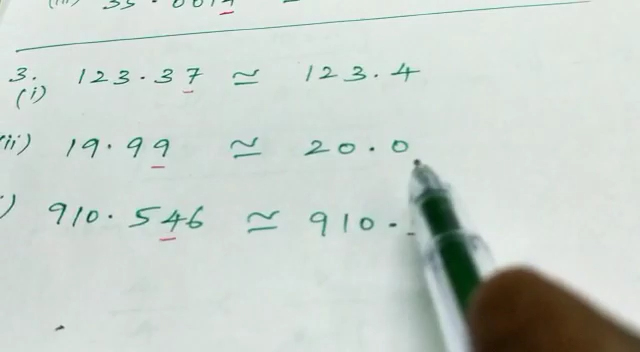 3.
(i) 123.37 ≅ 123.4
ii) 19.99 ≅ 20.0
) 910.546 ≅ 910.